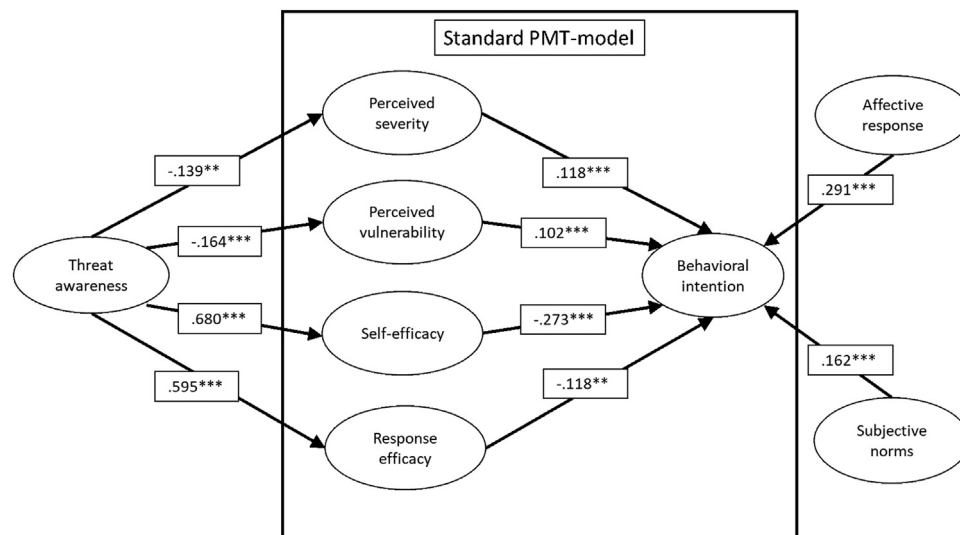 Standard PMT-model
Perceived
severity
Affective
response
-.139**
.118***
.291***
Perceived
vulnerability
-.164***
.102***
Threat
awareness
Behavioral
intention
.680***
Self-efficacy
-.273***
.595***
-.118**
.162***
Response
efficacy
Subjective
norms